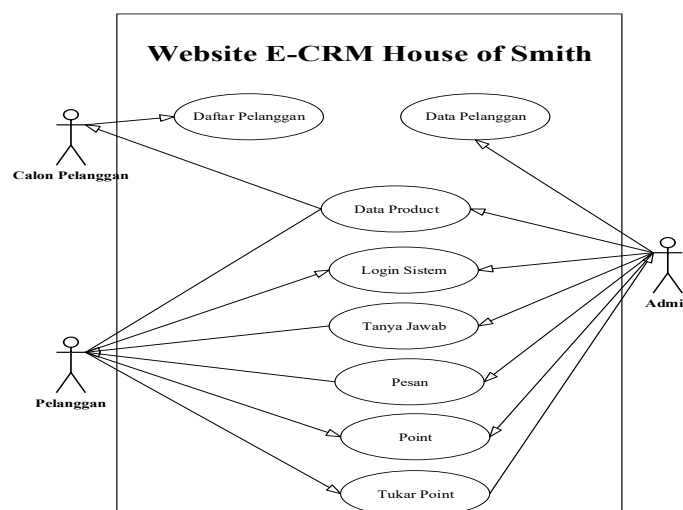 Website E-CRM House of Smith
Daftar Pelanggan
Data Pelanggan
Calon Pelanggan
Data Product
Login Sistem
Admi
Tanya Jawab
Pesan
Pelanggan
Point
Tukar Point